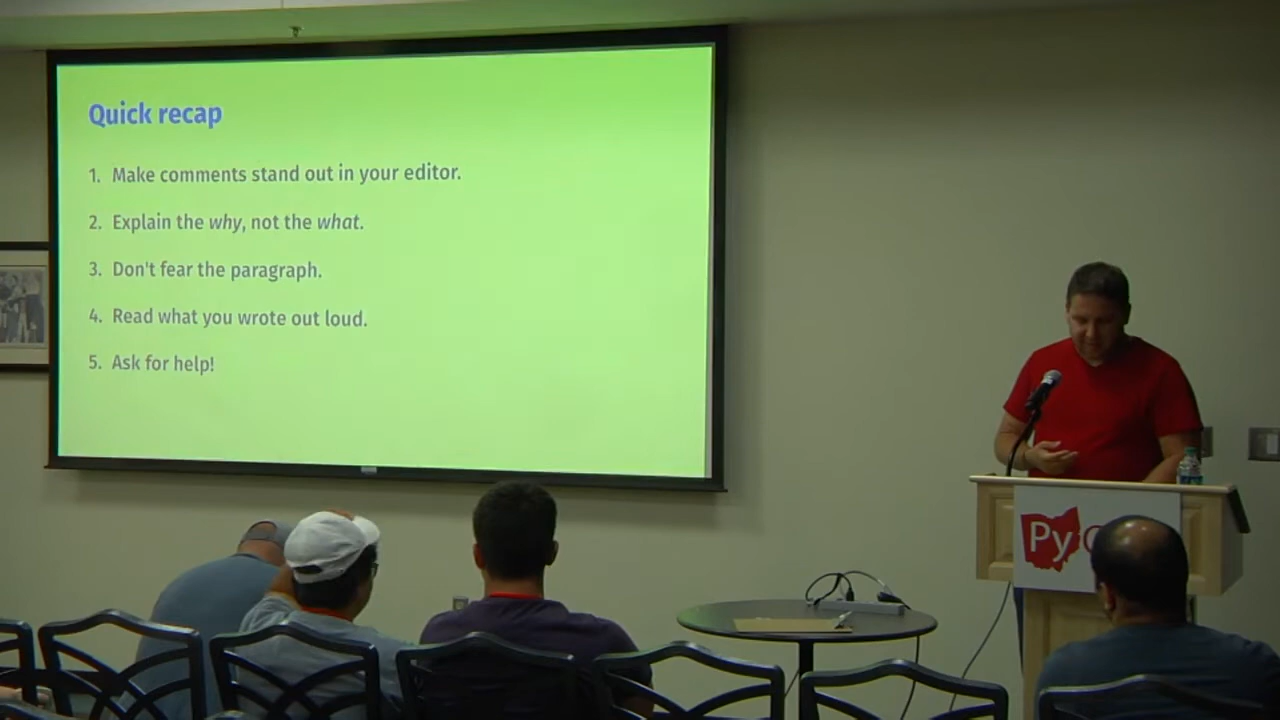 Quick recap
1. Make comments stand out in your editor.
2. Explain the why, not the what.
3. Don't fear the paragraph.
4. Read what you wrote out loud.
5. Ask for help!
Py